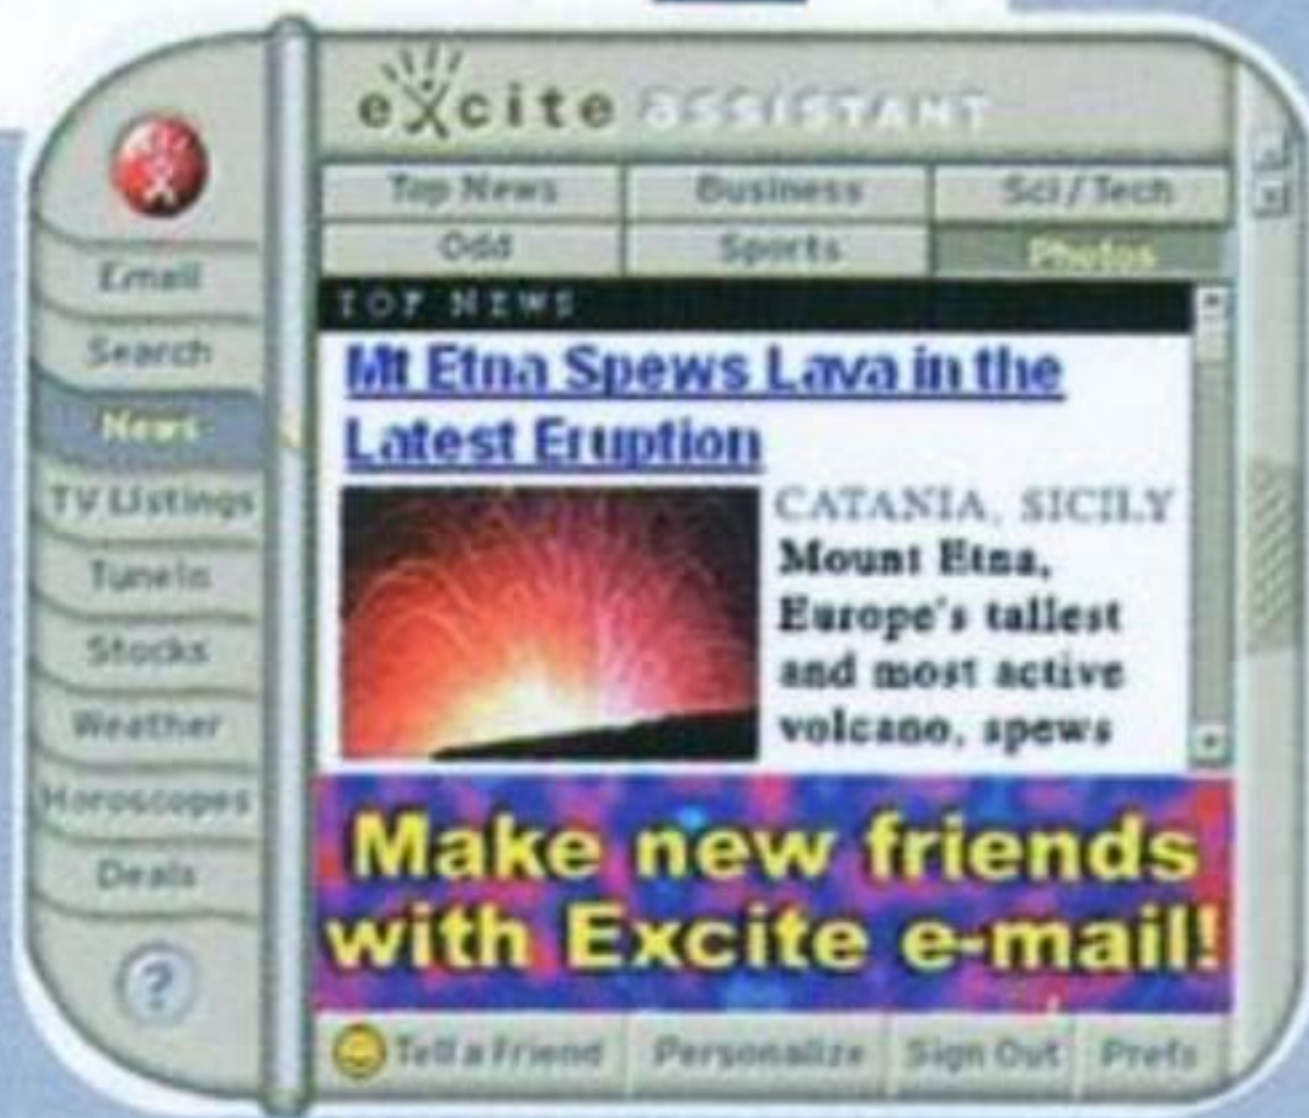 excite ASSISTANT
Top News Business Sci/Tech
Odd Sports Photos
Email
Search
News
TV Listings
TuneIn
Stocks
Weather
Horoscopes
Deals
?
TOP NEWS
Mt Etna Spews Lava in the
Latest Eruption
CATANIA, SICILY
Mount Etna,
Europe's tallest
and most active
volcano, spews
Make new friends
with Excite e-mail!
Tell a Friend Personalize Sign Out Prefs